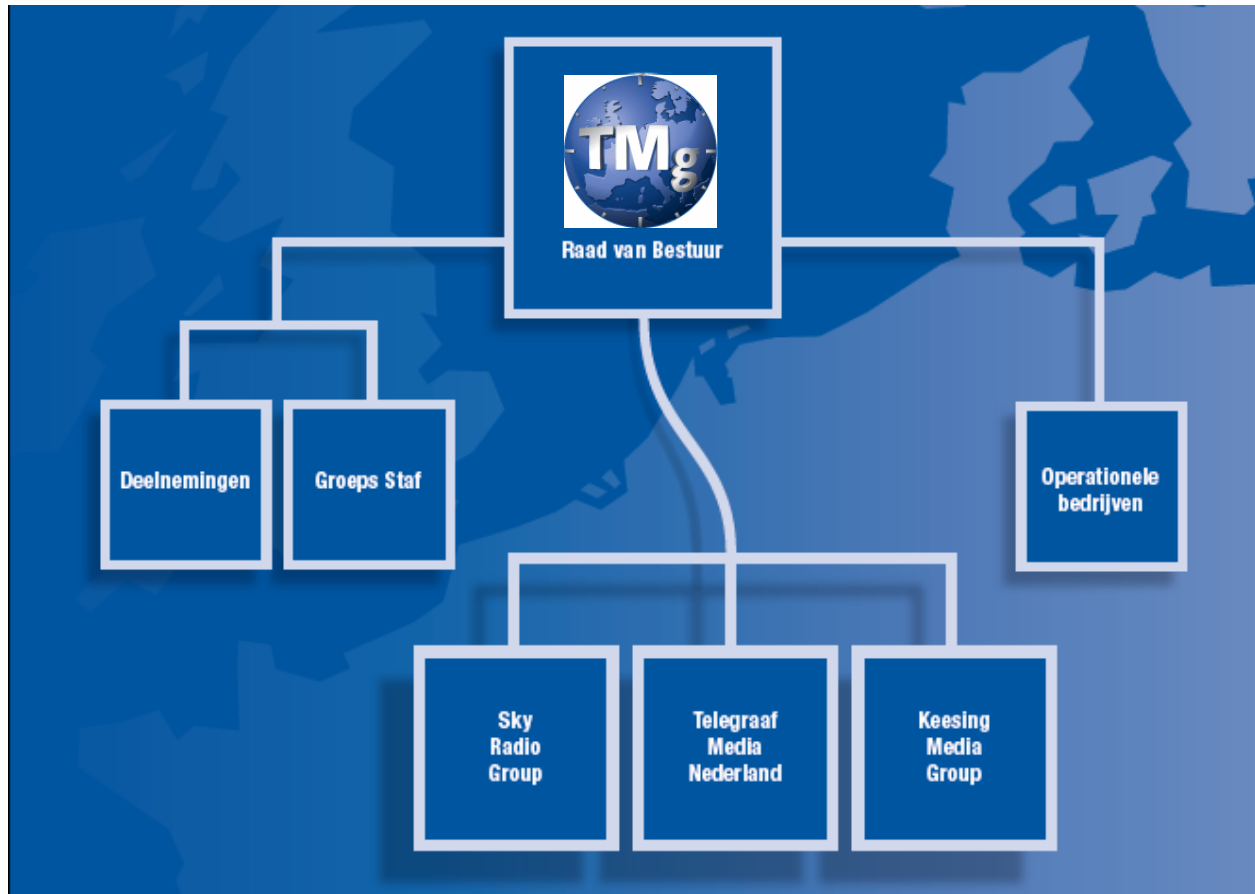 TMg
Raad van Bestuur
Deelnemingen
Groeps Staf
Operationele
bedrijven
Sky
Radio
Group
Telegraaf
Media
Nederland
Keesing
Media
Group